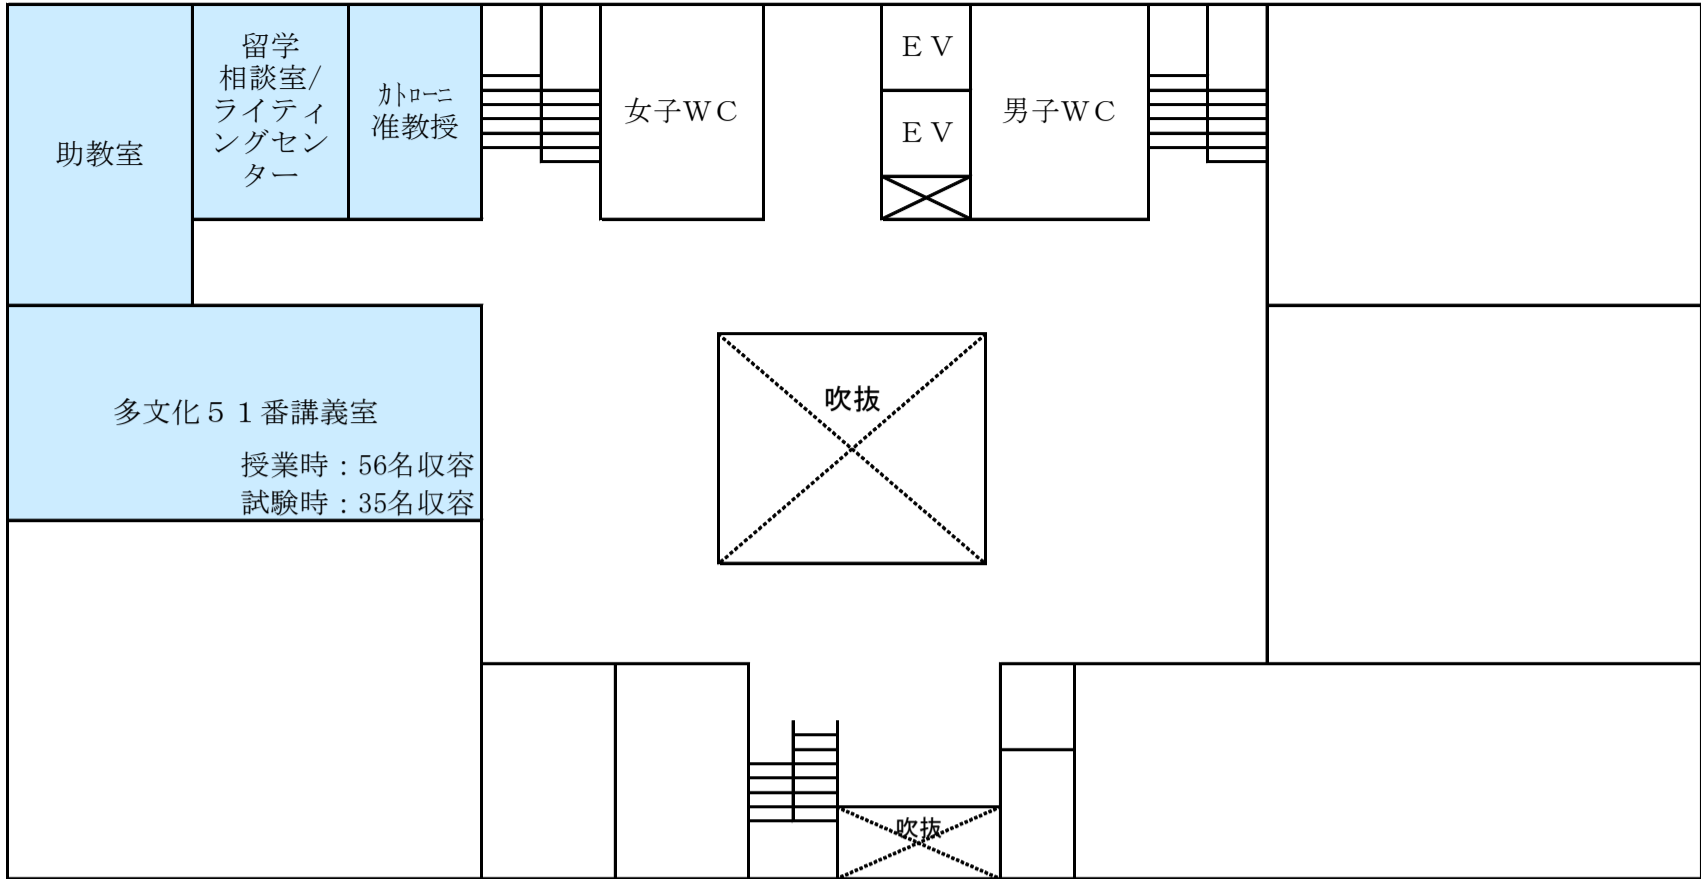 助教室
留学
相談室/
ライティ
ングセン
ター
ｶﾄﾛｰﾆ
准教授
女子ＷＣ
ＥＶ
ＥＶ
男子ＷＣ
多文化５１番講義室
授業時：56名収容
試験時：35名収容
吹抜
吹抜